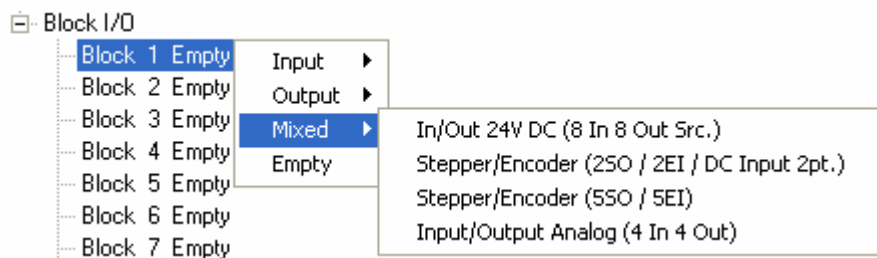 Block I/O
Block 1 Empty
Block 2 Empty
Block 3 Empty
Block 4 Empty
Block 5 Empty
Block 6 Empty
Block 7 Empty
Input
Output
Mixed
Empty
In/Out 24V DC (8 In 8 Out Src.)
Stepper/Encoder (2SO / 2EI / DC Input 2pt.)
Stepper/Encoder (5SO / 5EI)
Input/Output Analog (4 In 4 Out)